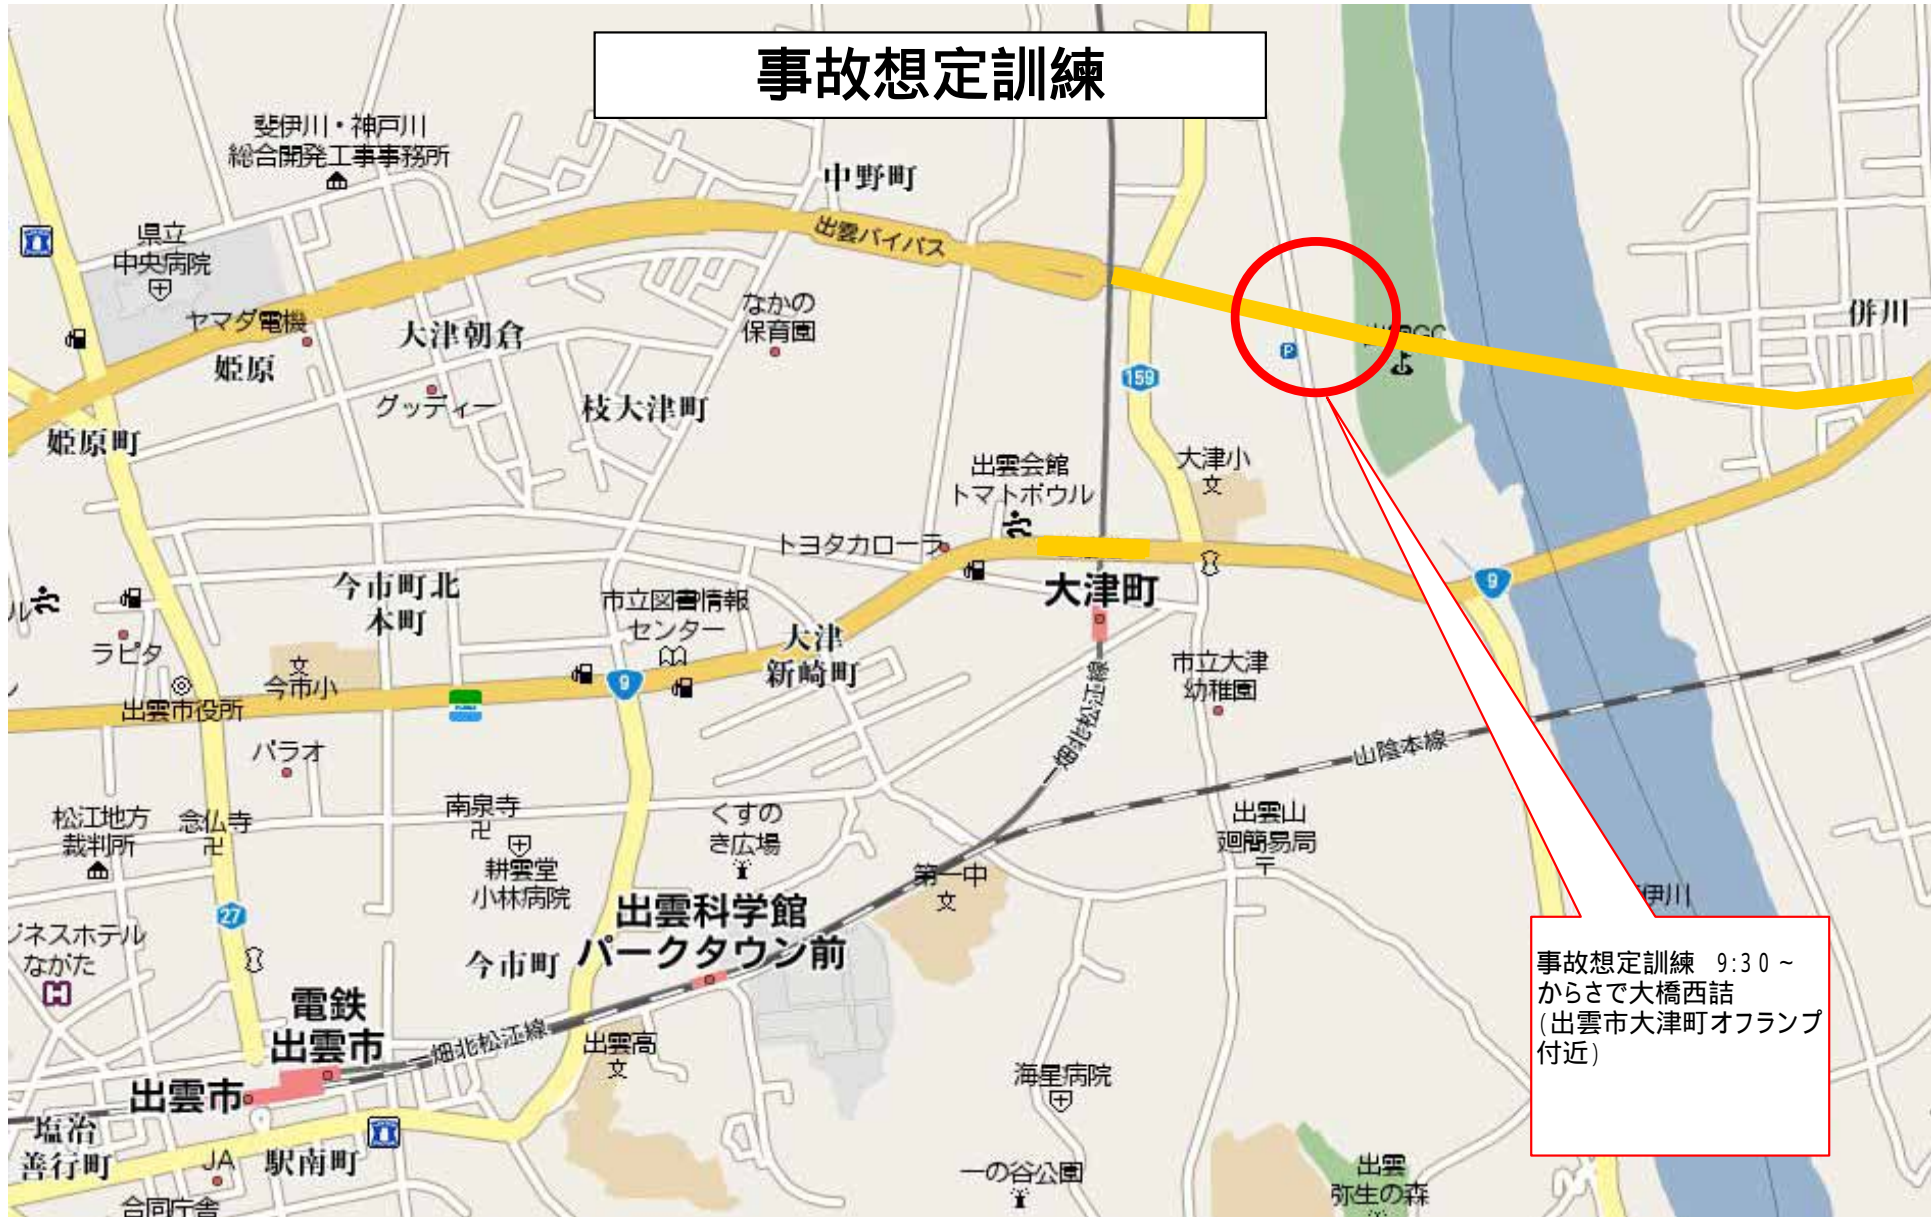 事故想定訓練
斐伊川・神戸川
総合開発工事事務所
中野町
県立
中央病院
出雲バイパス
ヤマダ電機
姫原
大津朝倉
なかの
保育園
併川
P
159
グッディー
枝大津町
姫原町
出雲会館
トマトボウル
大津小
文
トヨタカローラ
大津町
9
今市町北
本町
市立図書情報
センター
大津
新崎町
ラピタ
文
今市小
9
出雲市役所
市立大津
幼稚園
一畑北松江線
山陰本線
パラオ
松江地方
裁判所
念仏寺
卍
南泉寺
卍
耕雲堂
小林病院
くすの
き広場
出雲山
廻簡易局
〒
第一中
文
伊川
27
出雲科学館
パークタウン前
ジネスホテル
ながた
H
今市町
事故想定訓練 9:30~
からさで大橋西詰
(出雲市大津町オフランプ
付近)
電鉄
出雲市
一畑北松江線
出雲高
文
出雲市
海星病院
塩冶
善行町
JA
駅南町
一の谷公園
出雲
弥生の森
合同庁舎